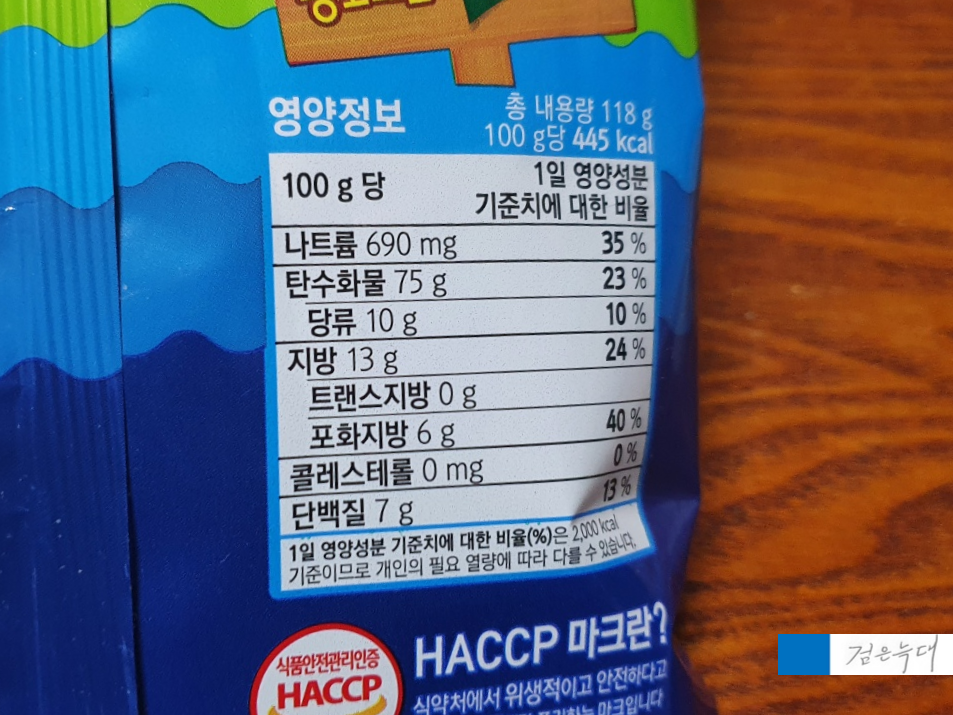 영양정보
총 내용량 118 g
100 g당 445 kcal
100 g 당
1일 영양성분
기준치에 대한 비율
나트륨 690 mg 35 %
탄수화물 75 g 23 %
당류 10 g 10 %
지방 13 g 24 %
트랜스지방 0 g
포화지방 6 g 40 %
콜레스테롤 0 mg 0 %
단백질 7 g 13 %
1일 영양성분 기준치에 대한 비율(%)은 2,000 kcal
기준이므로 개인의 필요 열량에 따라 다를 수 있습니다.
식품안전관리인증
HACCP
HACCP 마크란?
식약처에서 위생적이고 안전하다고
마크입니다
검은늑대